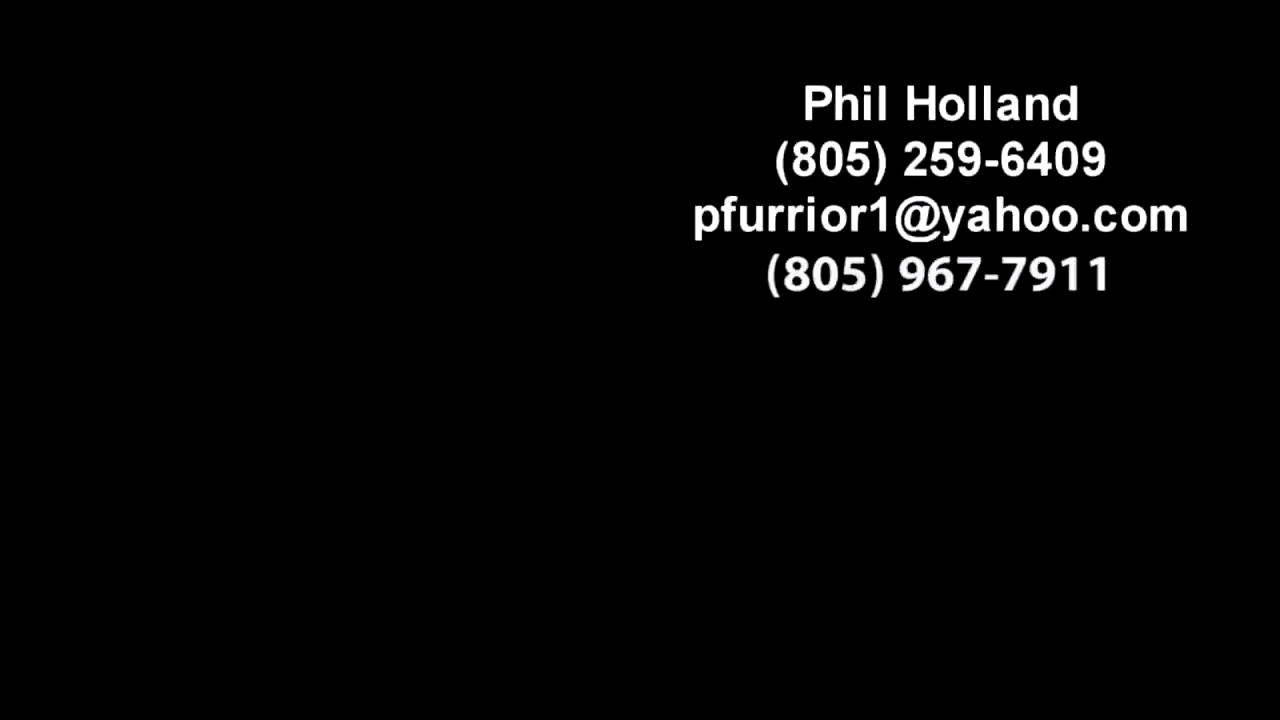 Phil Holland
(805) 259-6409
pfurrior1@yahoo.com
(805) 967-7911